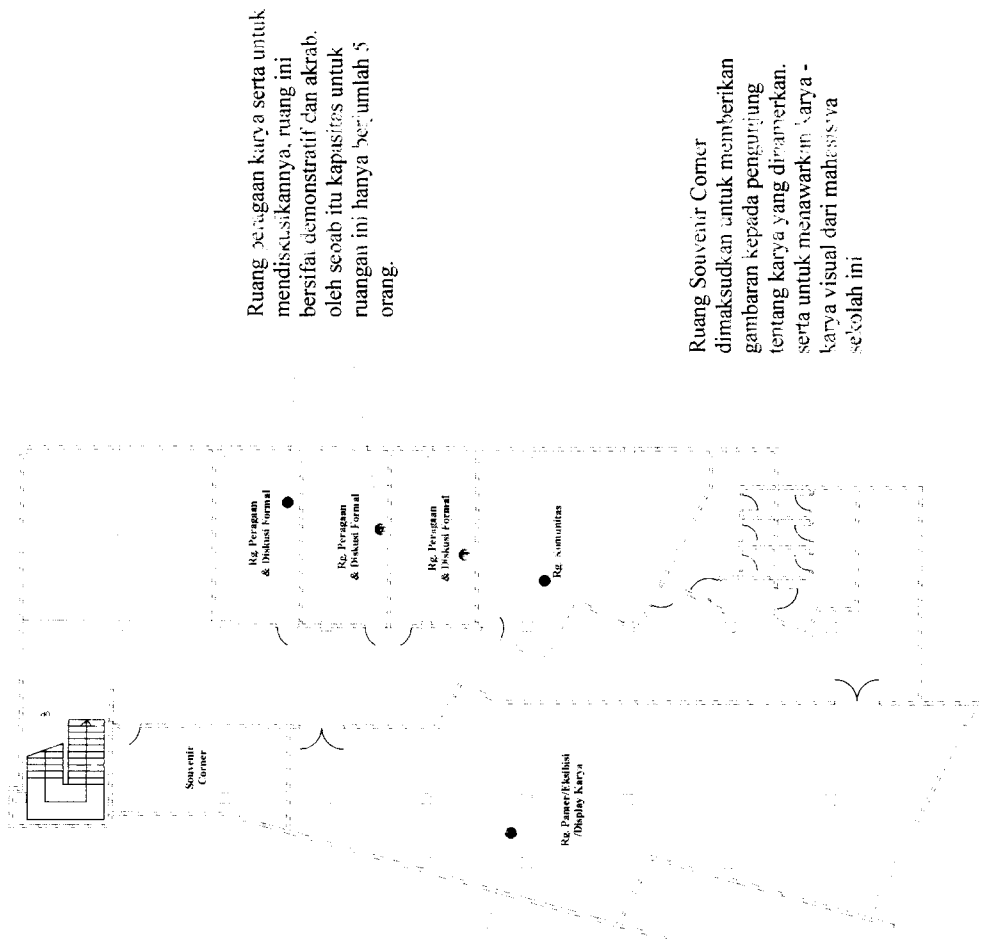 Ruang peragaan karya serta untuk
mendiskusikannya, ruang ini
bersifat demonstratif dan akrab.
oleh sebab itu kapasitas untuk
ruangan ini hanya berjumlah 5
orang.
Ruang Souvenir Corner
dimaksudkan untuk memberikan
gambaran kepada pengunjung
tentang karya yang dipamerkan.
serta untuk menawarkan karya -
karya visual dari mahasiswa
sekolah ini
Rg. Peragaan
& Diskusi Formal
Rg. Peragaan
& Diskusi Formal
Rg. Peragaan
& Diskusi Formal
Rg. Komunitas
Souvenir
Corner
Rg. Pamer/Eksibisi
/Display Karya